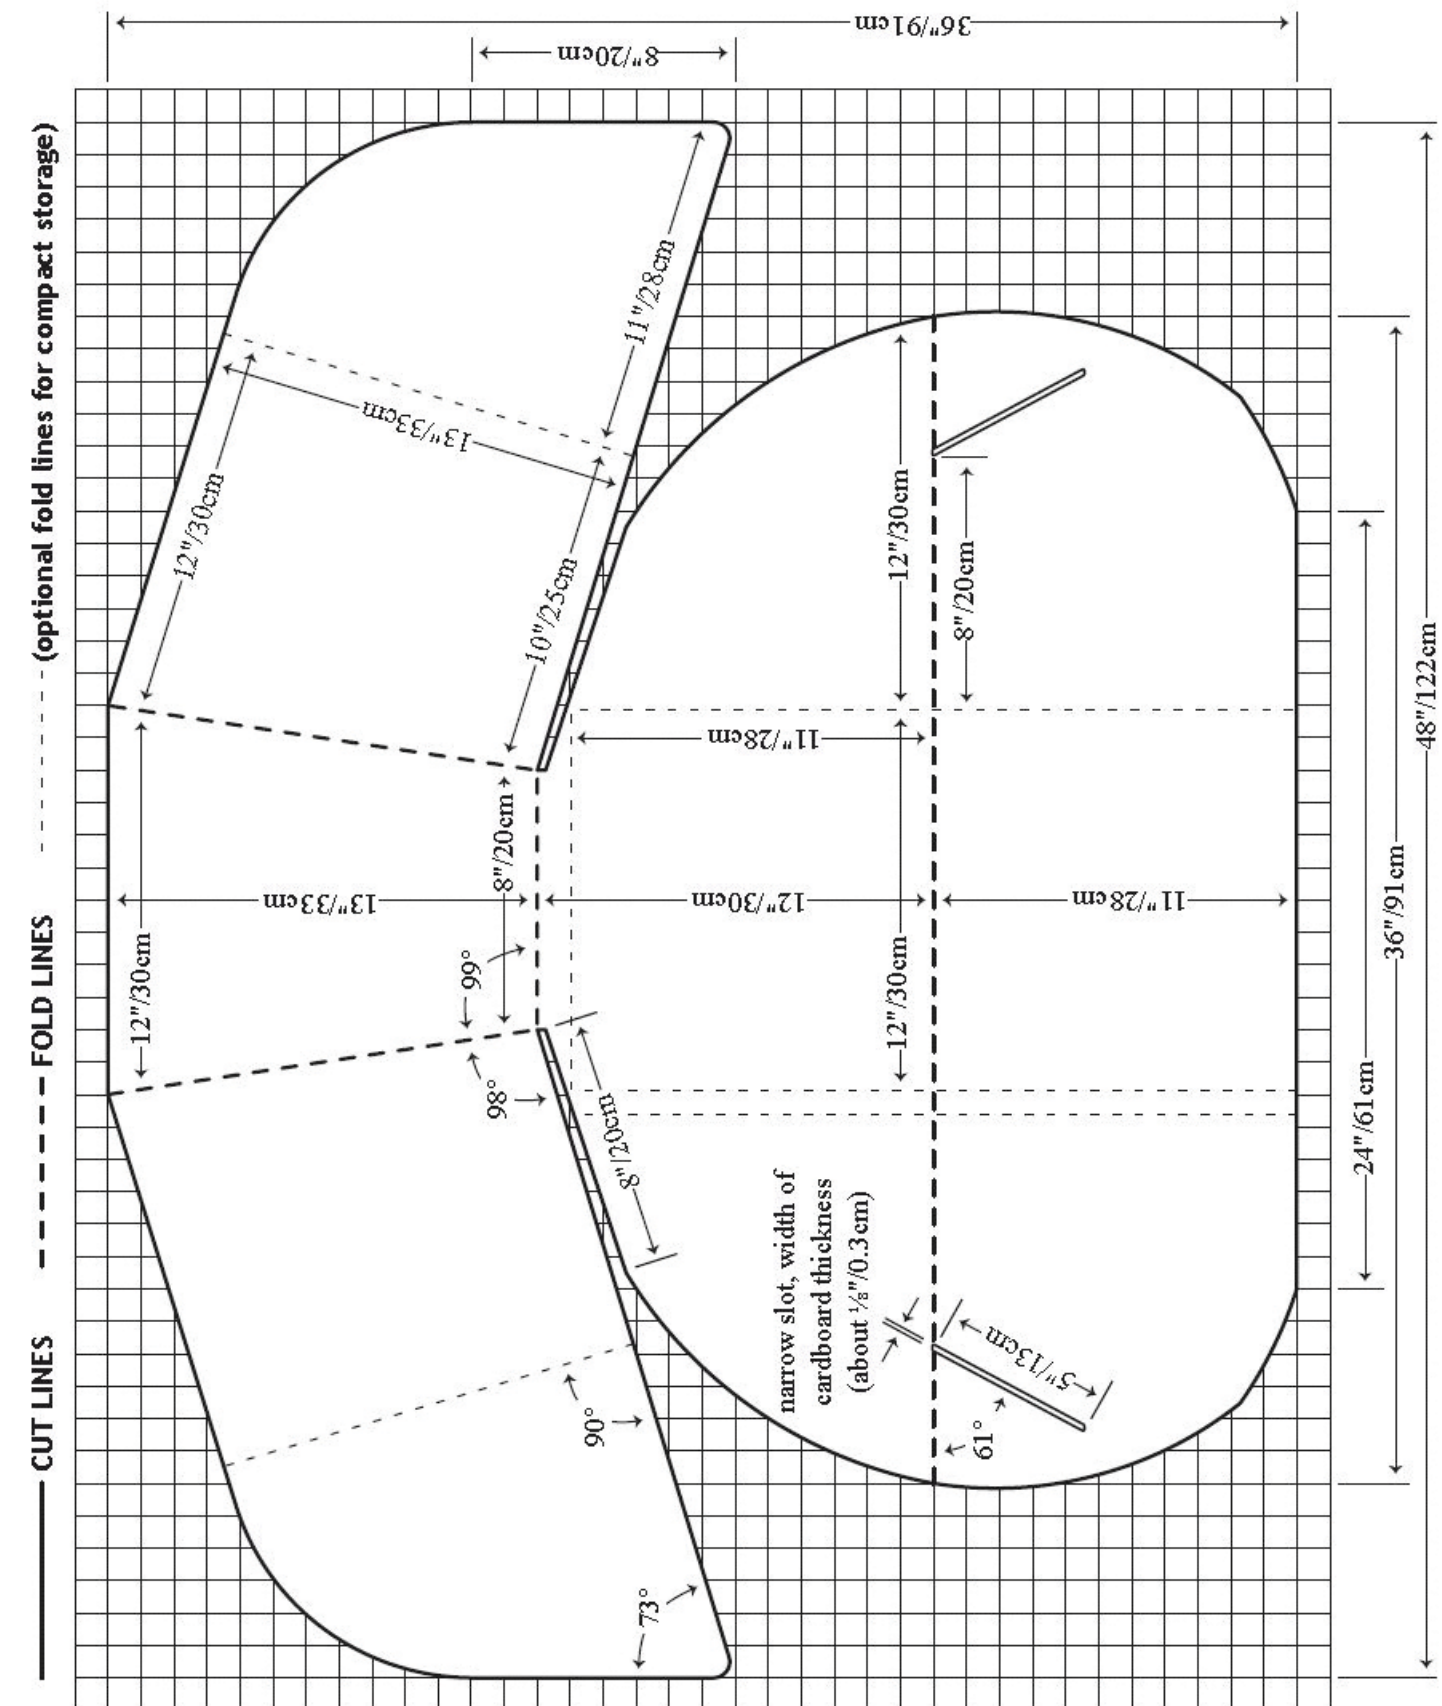 CUT LINES
FOLD LINES
(optional fold lines for compact storage)
36"/91cm
8"/20cm
11"/28cm
13"/33cm
12"/30cm
10"/25cm
12"/30cm
8"/20cm
48"/122cm
11"/28cm
8"/20cm
13"/33cm
12"/30cm
11"/28cm
36"/91cm
12"/30cm
99°
12"/30cm
98°
8"/20cm
24"/61cm
narrow slot, width of
cardboard thickness
(about ⅛"/0.3cm)
5"/13cm
90°
61°
73°